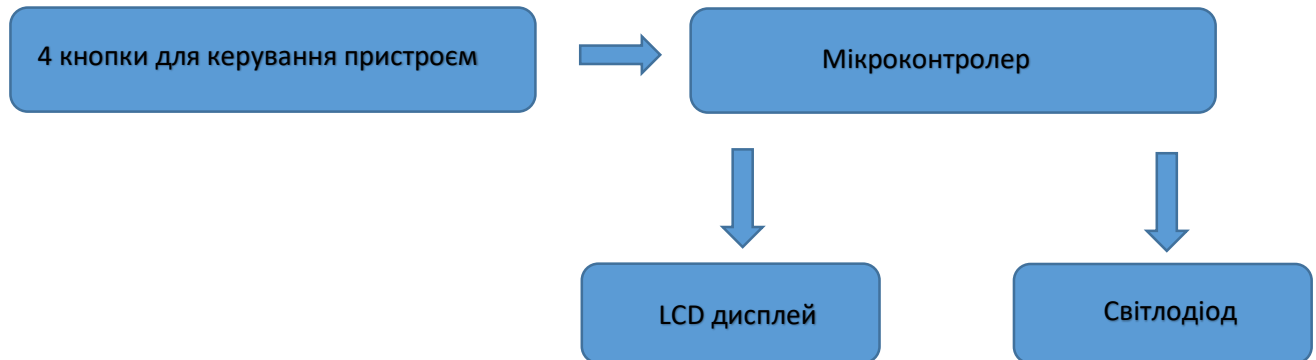 4 кнопки для керування пристроєм
Мікроконтролер
LCD дисплей
Світлодіод